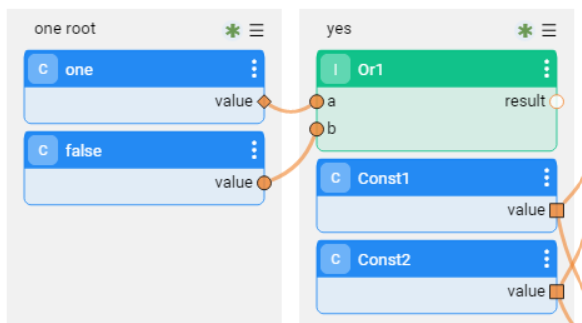 one root
C one
value
C false
value
yes
I Or1
a result
b
C Const1
value
C Const2
value